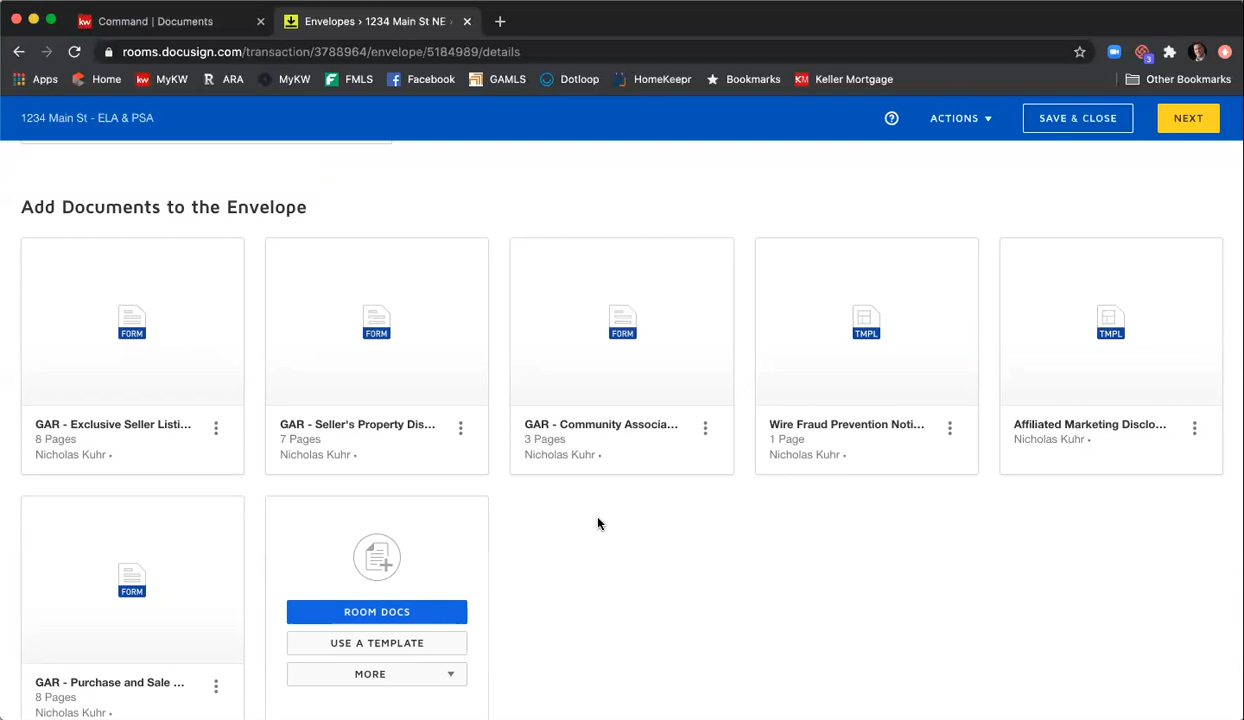 Command | Documents
Envelopes › 1234 Main St NE ›
rooms.docusign.com/transaction/3788964/envelope/5184989/details
3
Apps
Home
kw
MyKW
R
ARA
MyKW
FMLS
Facebook
GAMLS
Dotloop
HomeKeepr
Bookmarks
KM
Keller Mortgage
Other Bookmarks
1234 Main St - ELA & PSA
?
ACTIONS
SAVE & CLOSE
NEXT
Add Documents to the Envelope
FORM
FORM
FORM
TMPL
TMPL
GAR - Exclusive Seller Listi...
8 Pages
Nicholas Kuhr •
GAR - Seller's Property Dis...
7 Pages
Nicholas Kuhr •
GAR - Community Associa...
3 Pages
Nicholas Kuhr •
Wire Fraud Prevention Noti...
1 Page
Nicholas Kuhr •
Affiliated Marketing Disclo...
Nicholas Kuhr •
FORM
GAR - Purchase and Sale ...
8 Pages
Nicholas Kuhr •
ROOM DOCS
USE A TEMPLATE
MORE